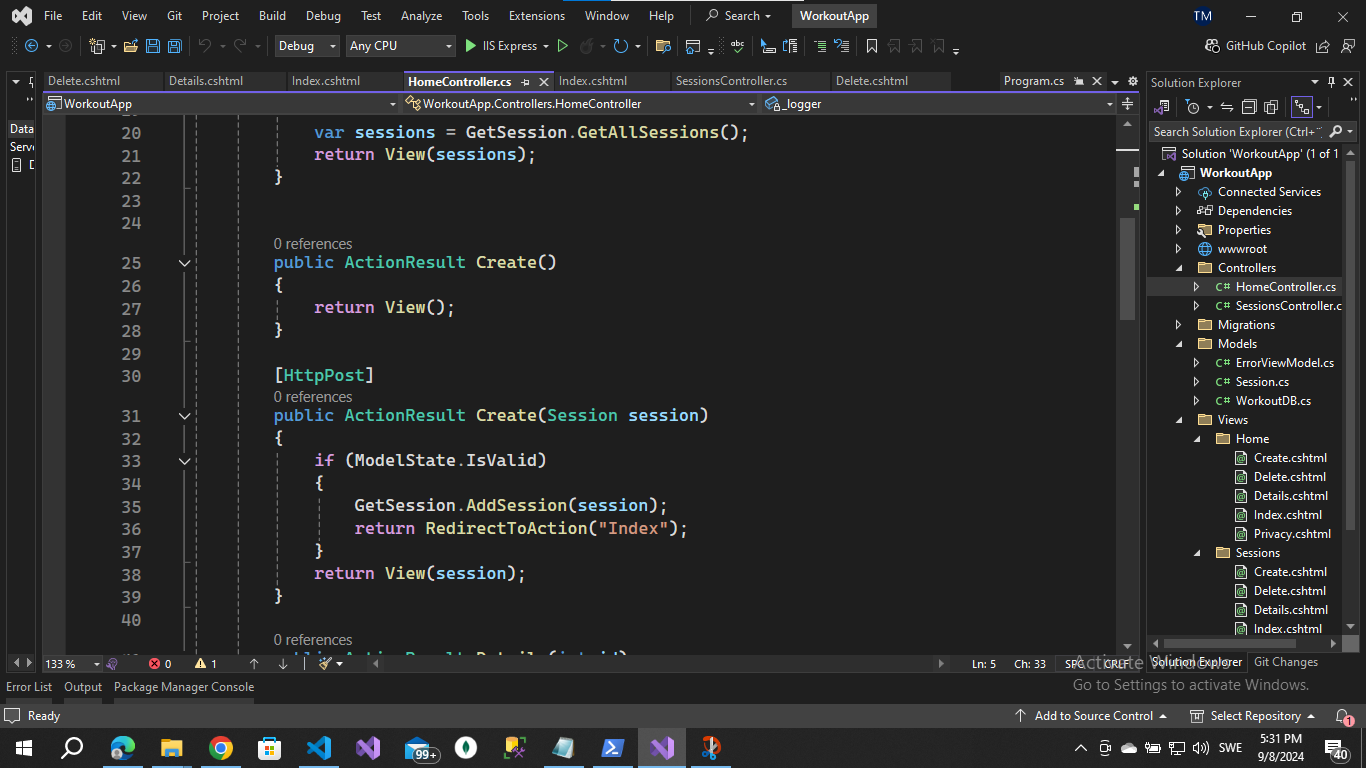 File Edit View Git Project Build Debug Test Analyze Tools Extensions Window Help Search WorkoutApp TM
Debug Any CPU IIS Express GitHub Copilot
Delete.cshtml Details.cshtml Index.cshtml HomeController.cs Index.cshtml SessionsController.cs Delete.cshtml Program.cs
WorkoutApp WorkoutApp.Controllers.HomeController _logger
Data
Serv
20 var sessions = GetSession.GetAllSessions();
21 return View(sessions);
22 }
23
24
0 references
25 public ActionResult Create()
26 {
27 return View();
28 }
29
30 [HttpPost]
0 references
31 public ActionResult Create(Session session)
32 {
33 if (ModelState.IsValid)
34 {
35 GetSession.AddSession(session);
36 return RedirectToAction("Index");
37 }
38 return View(session);
39 }
40
0 references
133 % 0 1 Ln: 5 Ch: 33 SPC CRLF
Solution Explorer
Search Solution Explorer (Ctrl+
Solution 'WorkoutApp' (1 of 1
WorkoutApp
Connected Services
Dependencies
Properties
wwwroot
Controllers
C# HomeController.cs
C# SessionsController.c
Migrations
Models
C# ErrorViewModel.cs
C# Session.cs
C# WorkoutDB.cs
Views
Home
Create.cshtml
Delete.cshtml
Details.cshtml
Index.cshtml
Privacy.cshtml
Sessions
Create.cshtml
Delete.cshtml
Details.cshtml
Index.cshtml
Solution Explorer Git Changes
Activate Windows
Go to Settings to activate Windows.
Error List Output Package Manager Console
Ready Add to Source Control Select Repository 1
99+ SWE 5:31 PM
9/8/2024 40